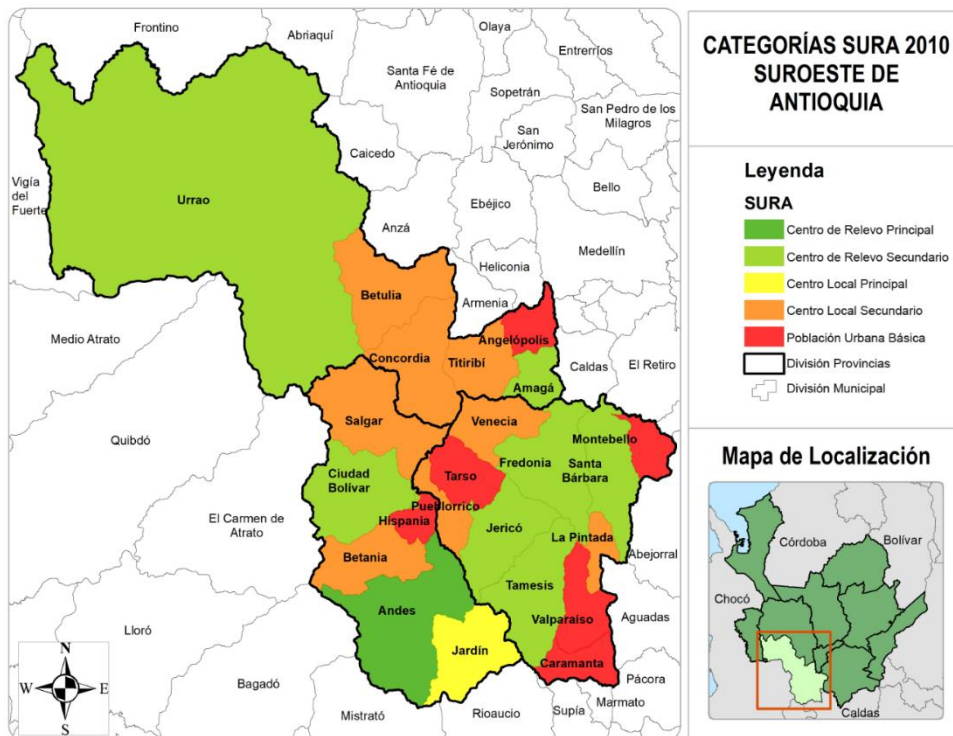 Frontino
Abriaquí
Olaya
Entrerríos
Santa Fé de
Antioquia
Sopetrán
San Pedro de los
Milagros
San
Jerónimo
Caicedo
Bello
Vigía
del
Fuerte
Urrao
Ebéjico
Anzá
Medellín
Heliconia
Betulia
Armenia
Medio Atrato
Angelópolis
Concordia
Titiribí
Caldas
El Retiro
Amagá
Salgar
Venecia
Montebello
Quibdó
Fredonia
Santa
Bárbara
Ciudad
Bolivar
Tarso
Pueblorrico
Hispania
Jericó
El Carmen de
Atrato
La Pintada
Abejorral
Betania
Tamesis
Andes
Aguadas
Valparaíso
Lloró
Jardín
Caramanta
Pácora
Bagadó
Marmato
Supía
Mistrató
Rioaucio
N
W
E
S
CATEGORÍAS SURA 2010
SUROESTE DE
ANTIOQUIA
Leyenda
SURA
Centro de Relevo Principal
Centro de Relevo Secundario
Centro Local Principal
Centro Local Secundario
Población Urbana Básica
División Provincias
División Municipal
Mapa de Localización
Córdoba
Bolívar
Chocó
Caldas